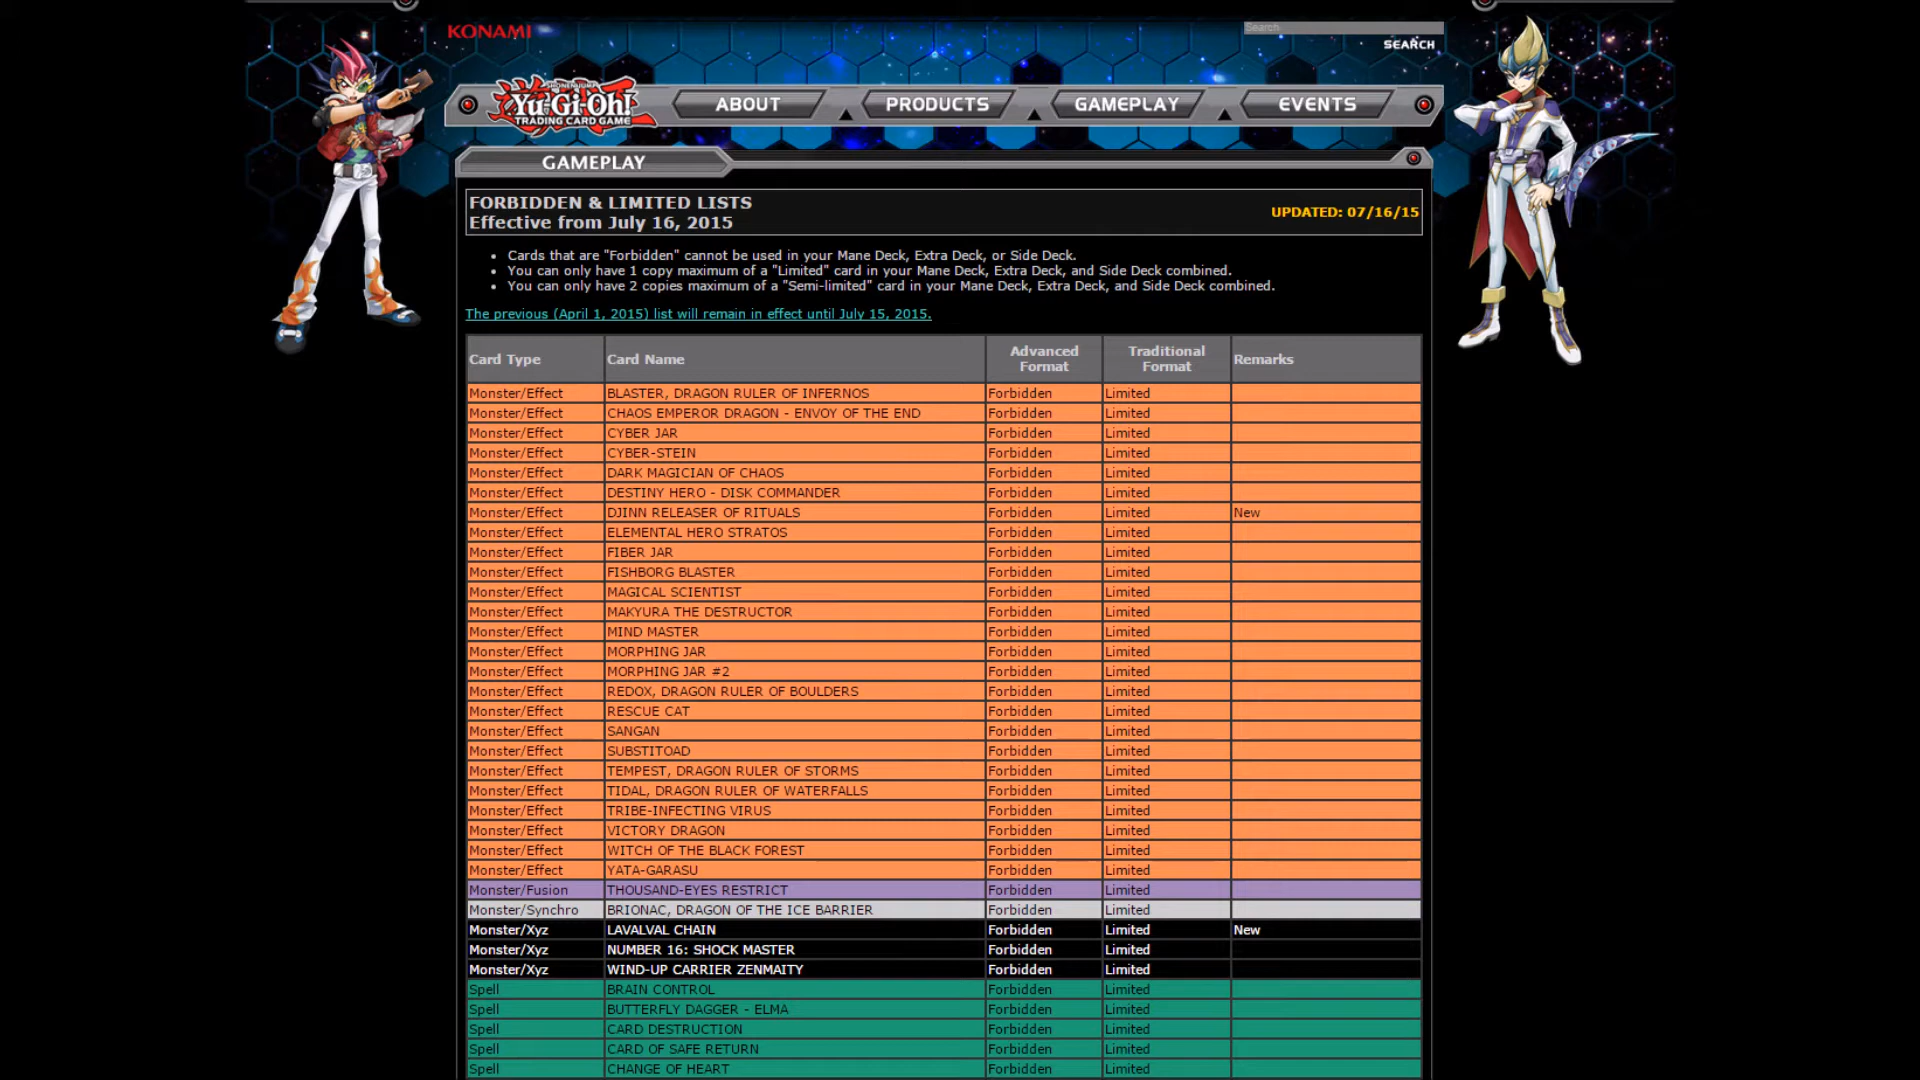 KONAMI
Search
SEARCH
SHONEN JUMP
Yu-Gi-Oh!
TRADING CARD GAME
ABOUT
PRODUCTS
GAMEPLAY
EVENTS
GAMEPLAY
FORBIDDEN & LIMITED LISTS
Effective from July 16, 2015
UPDATED: 07/16/15
• Cards that are "Forbidden" cannot be used in your Mane Deck, Extra Deck, or Side Deck.
• You can only have 1 copy maximum of a "Limited" card in your Mane Deck, Extra Deck, and Side Deck combined.
• You can only have 2 copies maximum of a "Semi-limited" card in your Mane Deck, Extra Deck, and Side Deck combined.
The previous (April 1, 2015) list will remain in effect until July 15, 2015.
Card Type Card Name Advanced Format Traditional Format Remarks
Monster/Effect BLASTER, DRAGON RULER OF INFERNOS Forbidden Limited
Monster/Effect CHAOS EMPEROR DRAGON - ENVOY OF THE END Forbidden Limited
Monster/Effect CYBER JAR Forbidden Limited
Monster/Effect CYBER-STEIN Forbidden Limited
Monster/Effect DARK MAGICIAN OF CHAOS Forbidden Limited
Monster/Effect DESTINY HERO - DISK COMMANDER Forbidden Limited
Monster/Effect DJINN RELEASER OF RITUALS Forbidden Limited New
Monster/Effect ELEMENTAL HERO STRATOS Forbidden Limited
Monster/Effect FIBER JAR Forbidden Limited
Monster/Effect FISHBORG BLASTER Forbidden Limited
Monster/Effect MAGICAL SCIENTIST Forbidden Limited
Monster/Effect MAKYURA THE DESTRUCTOR Forbidden Limited
Monster/Effect MIND MASTER Forbidden Limited
Monster/Effect MORPHING JAR Forbidden Limited
Monster/Effect MORPHING JAR #2 Forbidden Limited
Monster/Effect REDOX, DRAGON RULER OF BOULDERS Forbidden Limited
Monster/Effect RESCUE CAT Forbidden Limited
Monster/Effect SANGAN Forbidden Limited
Monster/Effect SUBSTITOAD Forbidden Limited
Monster/Effect TEMPEST, DRAGON RULER OF STORMS Forbidden Limited
Monster/Effect TIDAL, DRAGON RULER OF WATERFALLS Forbidden Limited
Monster/Effect TRIBE-INFECTING VIRUS Forbidden Limited
Monster/Effect VICTORY DRAGON Forbidden Limited
Monster/Effect WITCH OF THE BLACK FOREST Forbidden Limited
Monster/Effect YATA-GARASU Forbidden Limited
Monster/Fusion THOUSAND-EYES RESTRICT Forbidden Limited
Monster/Synchro BRIONAC, DRAGON OF THE ICE BARRIER Forbidden Limited
Monster/Xyz LAVALVAL CHAIN Forbidden Limited New
Monster/Xyz NUMBER 16: SHOCK MASTER Forbidden Limited
Monster/Xyz WIND-UP CARRIER ZENMAITY Forbidden Limited
Spell BRAIN CONTROL Forbidden Limited
Spell BUTTERFLY DAGGER - ELMA Forbidden Limited
Spell CARD DESTRUCTION Forbidden Limited
Spell CARD OF SAFE RETURN Forbidden Limited
Spell CHANGE OF HEART Forbidden Limited